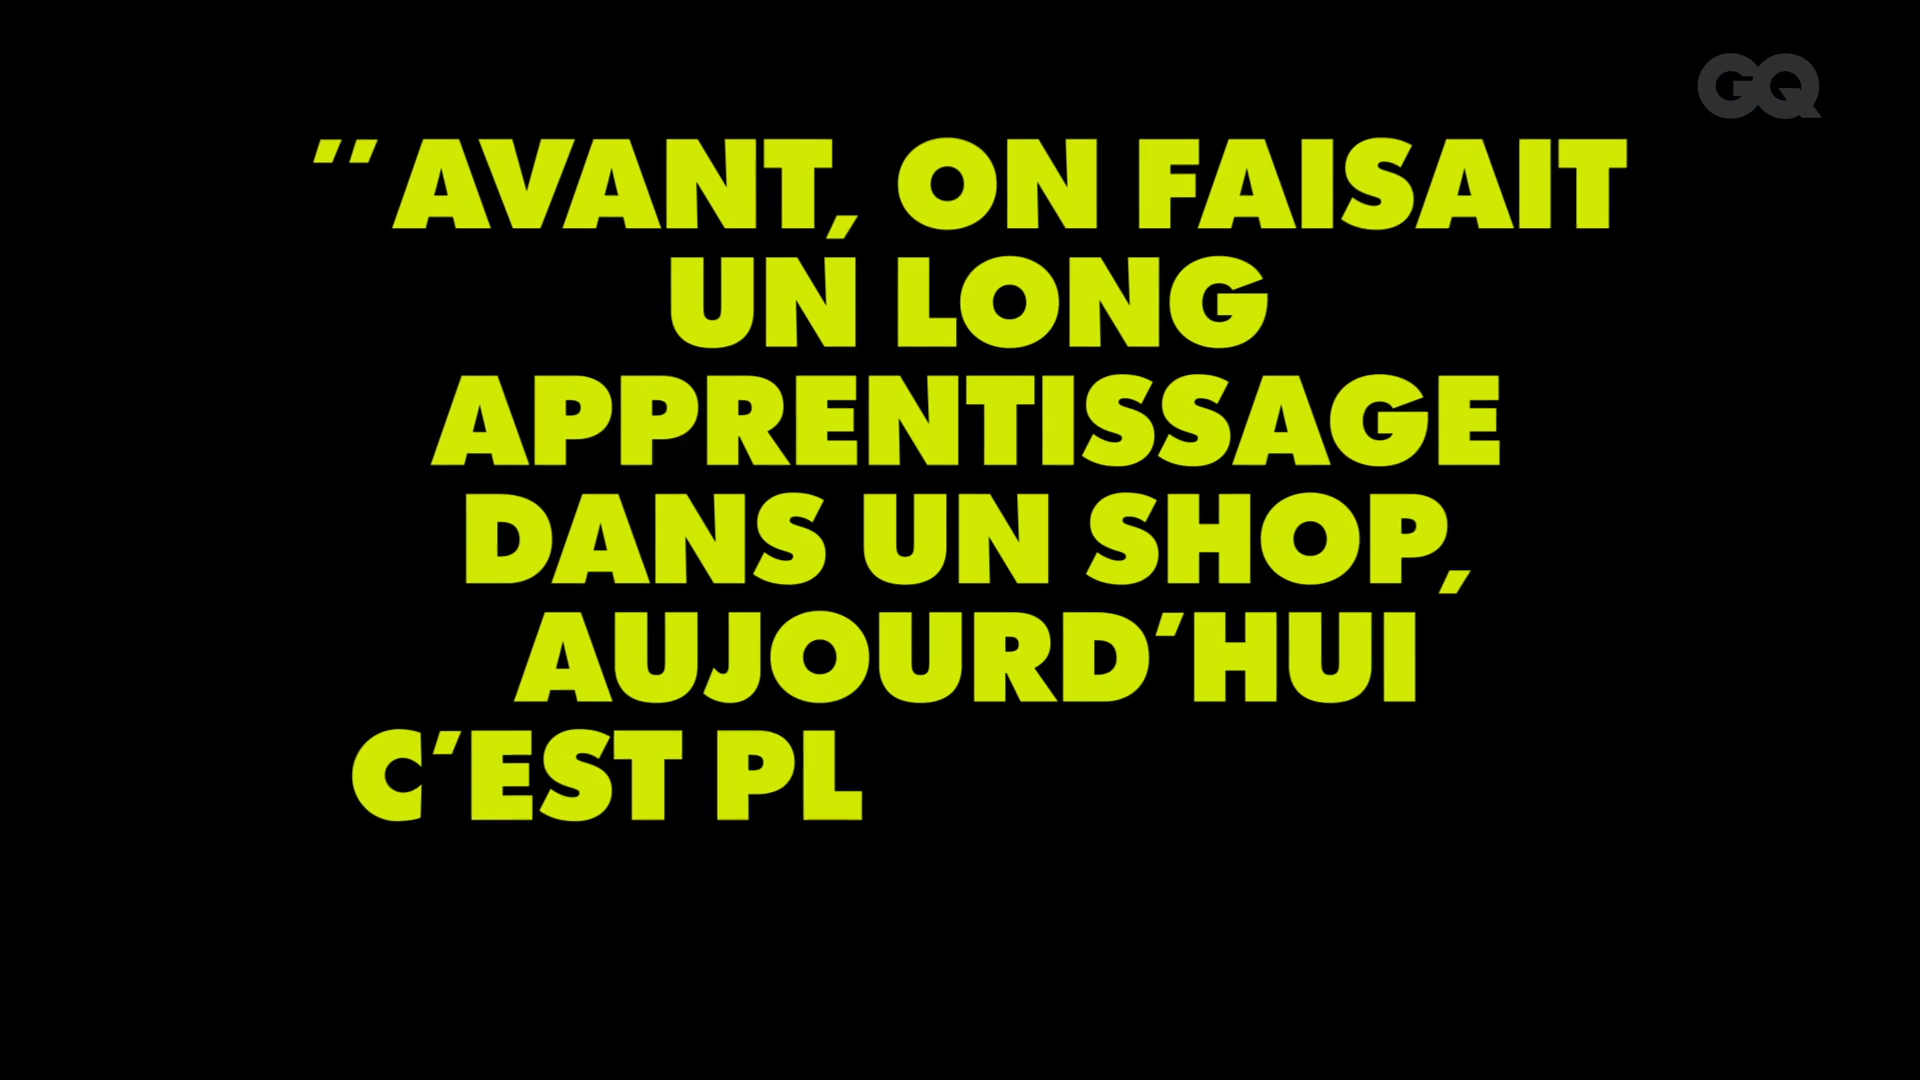 GQ
’’AVANT, ON FAISAIT
UN LONG
APPRENTISSAGE
DANS UN SHOP,
AUJOURD’HUI
C’EST PL